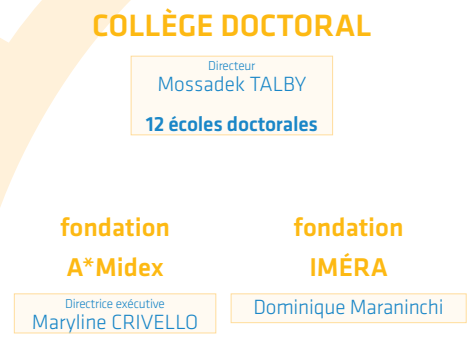 COLLÈGE DOCTORAL
Directeur
Mossadek TALBY
12 écoles doctorales
fondation
A*Midex
Directrice exécutive
Maryline CRIVELLO
fondation
IMÉRA
Dominique Maraninchi